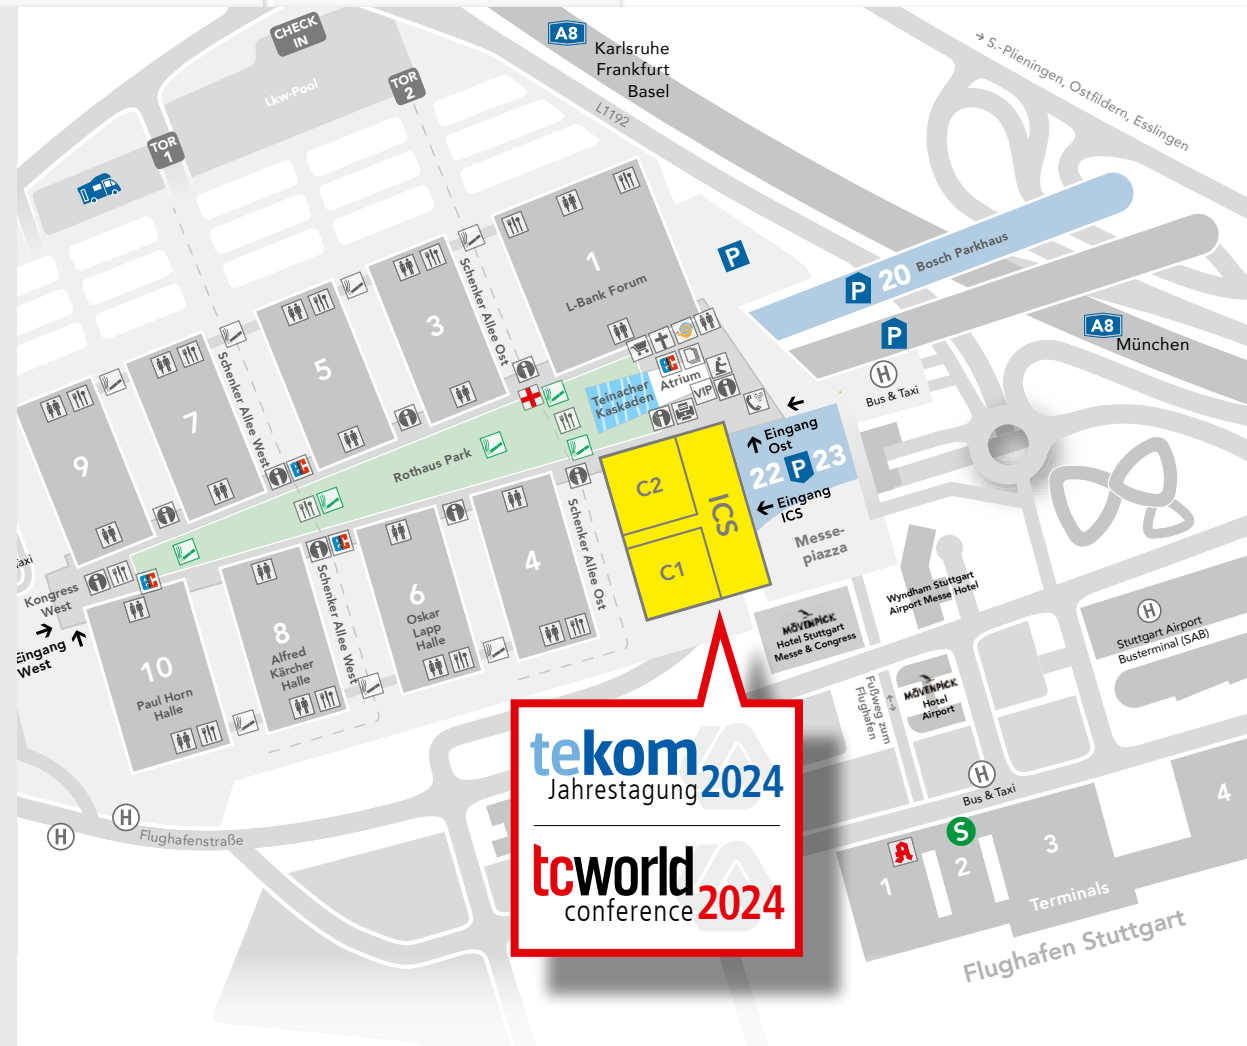 CHECK
IN
A8
Karlsruhe
Frankfurt
Basel
→ S.-Plieningen, Ostfildern, Esslingen
Lkw-Pool
TOR
2
L1192
TOR
1
1
L-Bank Forum
P
P 20 Bosch Parkhaus
P
A8
München
3
Schenker Allee Ost
5
Schenker Allee West
7
9
H
Bus & Taxi
Teinacher
Kaskaden
Atrium
VIP
Eingang
Ost
22 P 23
Eingang
ICS
Messe-
piazza
Rothaus Park
C2
ICS
C1
4
Schenker Allee Ost
6
Oskar
Lapp
Halle
Schenker Allee West
8
Alfred
Kärcher
Halle
10
Paul Horn
Halle
axi
Kongress
West
Eingang
West
Wyndham Stuttgart
Airport Messe Hotel
MÖVENPICK
Hotel Stuttgart
Messe & Congress
H
Stuttgart Airport
Busterminal (SAB)
MÖVENPICK
Hotel
Airport
Fußweg zum
Flughafen
tekom
Jahrestagung 2024
tcworld
conference 2024
H
Bus & Taxi
S
H
H
Flughafenstraße
1
2
3
4
Terminals
Flughafen Stuttgart